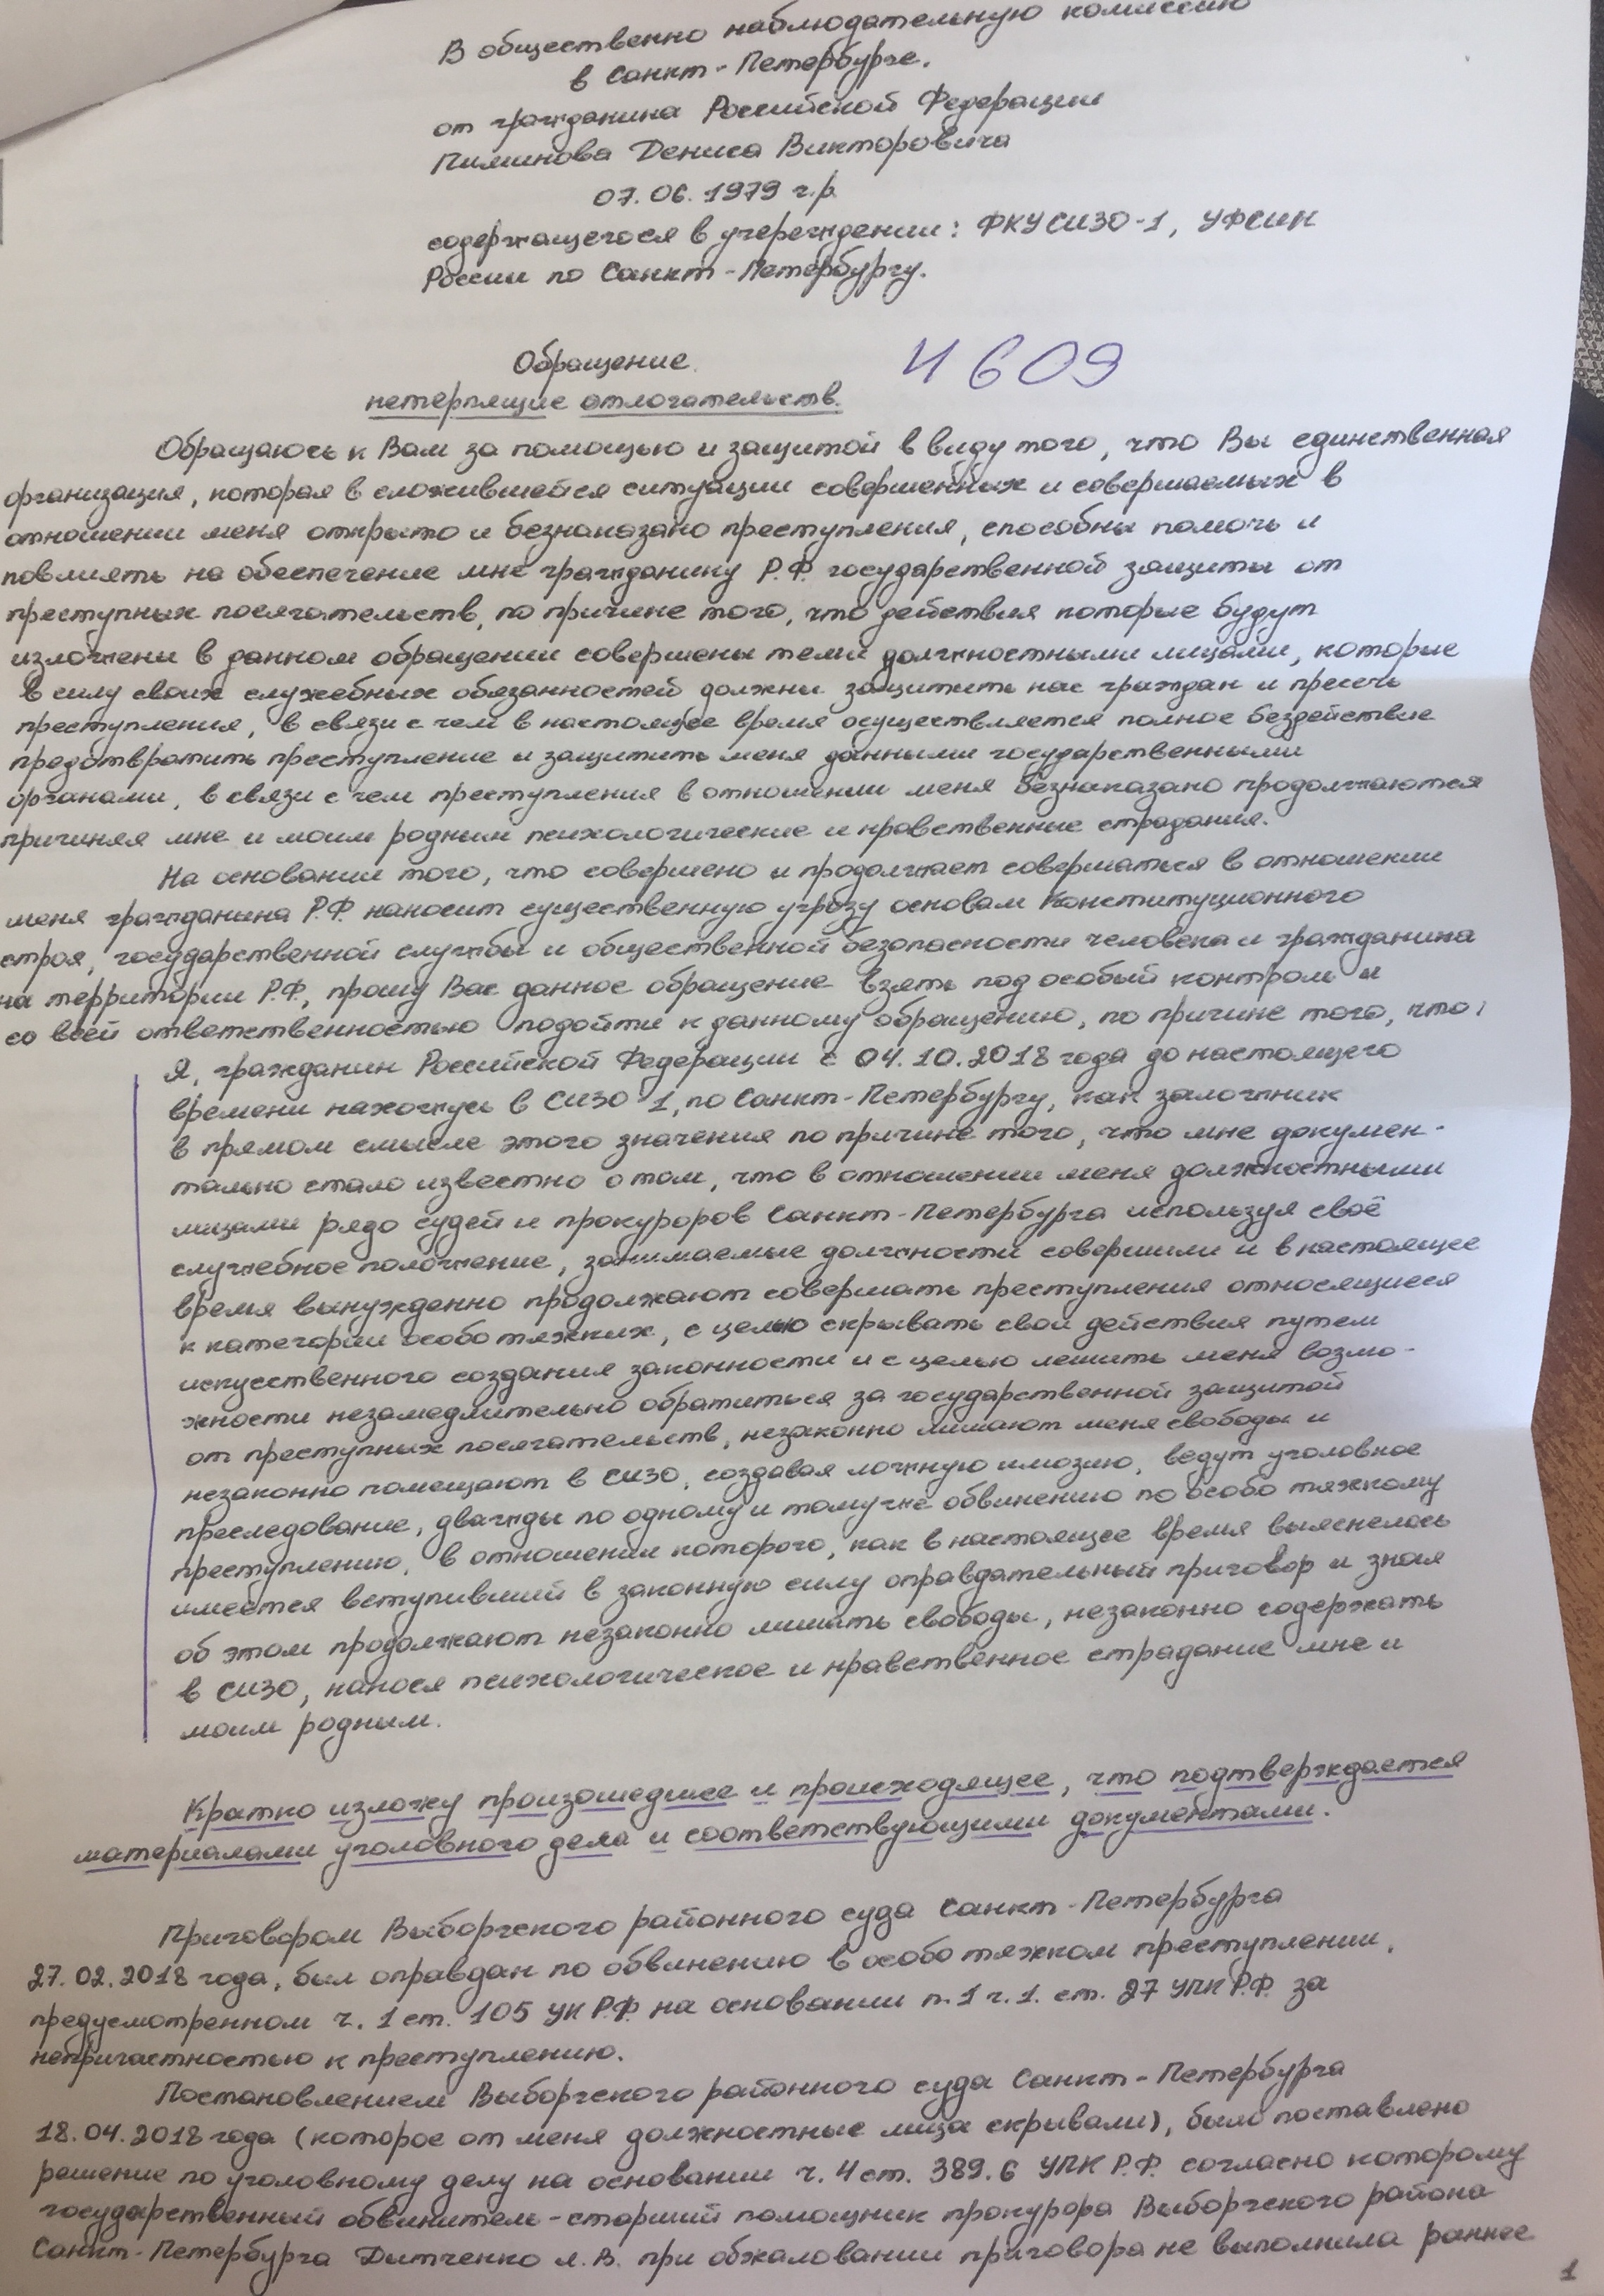 В общественно наблюдательную комиссию
в Санкт-Петербурге.
от гражданина Российской Федерации
Пиминова Дениса Викторовича
07.06.1979 г.р.
содержащегося в учереждении: ФКУ СИЗО-1, УФСИН
России по Санкт-Петербургу.
Обращение
4609
нетерпящие отлогательств.
Обращаюсь к Вам за помощью и защитой в виду того, что Вы единственная
организация, которая в сложившейся ситуации совершенных и совершаемых в
отношении меня открыто и безнаказано преступления, способны помочь и
повлиять на обеспечение мне гражданину Р.Ф. государственной защиты от
преступных посягательств, по причине того, что действия которые будут
изложены в данном обращении совершены теми должностными лицами, которые
в силу своих служебных обязанностей должны защитить нас граждан и пресечь
преступления, в связи с чем в настоящее время осуществляется полное бездействие
предотвратить преступление и защитить меня данными государственными
органами, в связи с чем преступления в отношении меня безнаказано продолжаются
причиняя мне и моим родным психологические и нравственные страдания.
На основании того, что совершено и продолжает совершаться в отношении
меня гражданина Р.Ф. наносит существенную угрозу основам Конституционного
строя, государственной службы и общественной безопасности человека и гражданина
на территории Р.Ф., прошу Вас данное обращение взять под особый контроль и
со всей ответственностью подойти к данному обращению, по причине того, что:
Я, гражданин Российской Федерации с 04.10.2018 года до настоящего
времени нахожусь в СИЗО 1, по Санкт-Петербургу, как заложник
в прямом смысле этого значения по причине того, что мне докумен-
тально стало известно о том, что в отношении меня должностными
лицами рядо судей и прокуроров Санкт-Петербурга используя своё
служебное положение, занимаемые должности совершили и в настоящее
время вынужденно продолжают совершать преступления относящиеся
к категории особо тяжких, с целью скрывать свои действия путем
искусственного создания законности и с целью лешить меня возмо-
жности незамедлительно обратиться за государственной защитой
от преступных посягательств, незаконно лишают меня свободы и
незаконно помещают в СИЗО, создавая ложную илюзию, ведут уголовное
преследование, дважды по одному и тому же обвинению по особо тяжкому
преступлению, в отношении которого, как в настоящее время выяснелось
имеется вступивший в законную силу оправдательный приговор и зная
об этом продолжают незаконно лишать свободы, незаконно содержать
в СИЗО, нанося психологическое и нравственное страдание мне и
моим родным.
Кратко изложу произошедшее и происходящее, что подтверждается
материалами уголовного дела и соответствующими документами.
Приговором Выборгского районного суда Санкт-Петербурга
27.02.2018 года, был оправдан по обвинению в особо тяжком преступлении,
предусмотренном ч. 1 ст. 105 УК Р.Ф. на основании п.1 ч.1. ст. 27 УПК Р.Ф. за
непричастностью к преступлению.
Постановлением Выборгского районного суда Санкт-Петербурга
18.04.2018 года (которое от меня должностные лица скрывали), было поставлено
решение по уголовному делу на основании ч. 4 ст. 389.6 УПК Р.Ф. согласно которому
государственный обвинитель-старший помощник прокурора Выборгского района
Санкт-Петербурга Дытченко Л.В. при обжаловании приговора не выполнила раннее
1